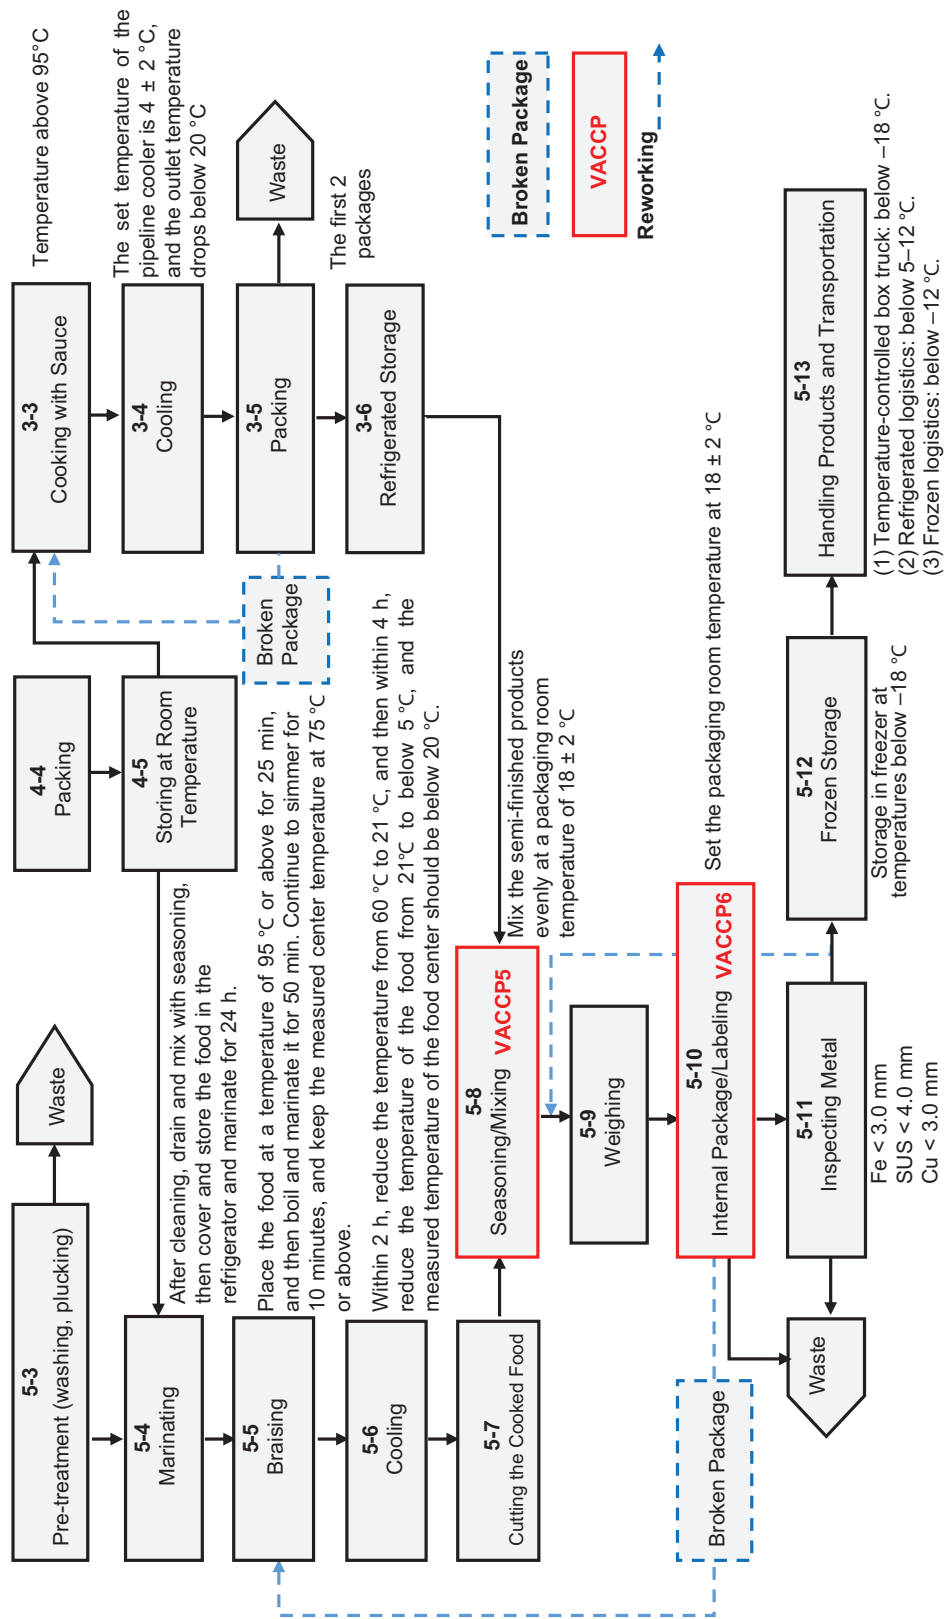 5-3
Pre-treatment (washing, plucking)
Waste
4-4
Packing
3-3
Cooking with Sauce
Temperature above 95°C
5-4
Marinating
After cleaning, drain and mix with seasoning,
then cover and store the food in the
refrigerator and marinate for 24 h.
4-5
Storing at Room
Temperature
3-4
Cooling
The set temperature of the
pipeline cooler is 4 ± 2 °C,
and the outlet temperature
drops below 20 °C
5-5
Braising
Place the food at a temperature of 95 °C or above for 25 min,
and then boil and marinate it for 50 min. Continue to simmer for
10 minutes, and keep the measured center temperature at 75 °C
or above.
Broken
Package
3-5
Packing
Waste
The first 2
packages
5-6
Cooling
Within 2 h, reduce the temperature from 60 °C to 21 °C, and then within 4 h,
reduce the temperature of the food from 21°C to below 5 °C, and the
measured temperature of the food center should be below 20 °C.
3-6
Refrigerated Storage
5-7
Cutting the Cooked Food
5-8
Seasoning/Mixing VACCP5
Mix the semi-finished products
evenly at a packaging room
temperature of 18 ± 2 °C
Broken Package
VACCP
Reworking
5-9
Weighing
Broken Package
5-10
Internal Package/Labeling VACCP6
Set the packaging room temperature at 18 ± 2 °C
Waste
5-11
Inspecting Metal
Fe < 3.0 mm
SUS < 4.0 mm
Cu < 3.0 mm
5-12
Frozen Storage
Storage in freezer at
temperatures below –18 °C
5-13
Handling Products and Transportation
(1) Temperature-controlled box truck: below –18 °C.
(2) Refrigerated logistics: below 5–12 °C.
(3) Frozen logistics: below –12 °C.